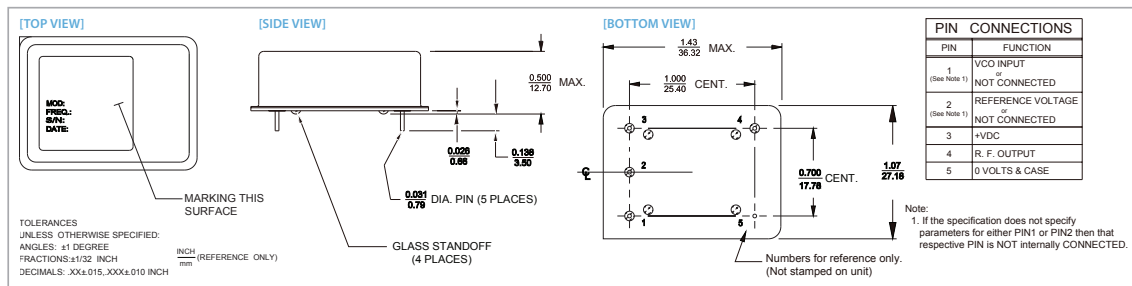 [TOP VIEW]
MOD:
FREQ.:
S/N:
DATE:
MARKING THIS
SURFACE
TOLERANCES
UNLESS OTHERWISE SPECIFIED:
ANGLES: ±1 DEGREE
FRACTIONS:±1/32 INCH
DECIMALS: .XX±.015,.XXX±.010 INCH
INCH
mm
(REFERENCE ONLY)
[SIDE VIEW]
0.500
12.70
MAX.
0.026
0.66
0.138
3.50
0.031
0.79
DIA. PIN (5 PLACES)
GLASS STANDOFF
(4 PLACES)
[BOTTOM VIEW]
1.43
36.32
MAX.
1.000
25.40
CENT.
3
4
2
1
5
0.700
17.78
CENT.
1.07
27.18
CL
Numbers for reference only.
(Not stamped on unit)
PIN CONNECTIONS
PIN FUNCTION
1
(See Note 1)
VCO INPUT
or
NOT CONNECTED
2
(See Note 1)
REFERENCE VOLTAGE
or
NOT CONNECTED
3 +VDC
4 R. F. OUTPUT
5 0 VOLTS & CASE
Note:
1. If the specification does not specify
parameters for either PIN1 or PIN2 then that
respective PIN is NOT internally CONNECTED.